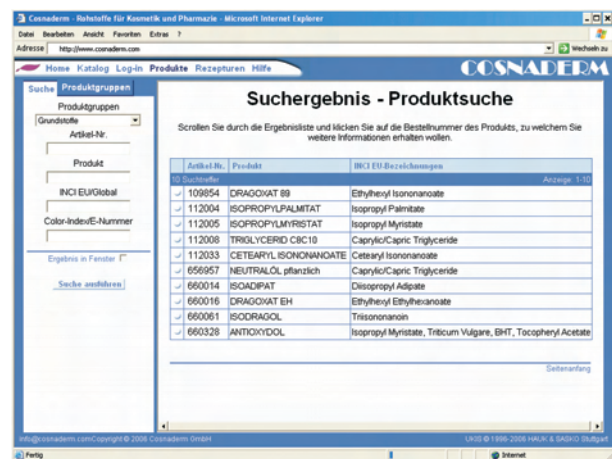 Cosnaderm - Rohstoffe für Kosmetik und Pharmazie - Microsoft Internet Explorer
Datei Bearbeiten Ansicht Favoriten Extras ?
Adresse http://www.cosnaderm.com Wechseln zu
Home Katalog Log-in Produkte Rezepturen Hilfe COSNADERM
Suche Produktgruppen
Produktgruppen
Grundstoffe
Artikel-Nr.
Produkt
INCI EU/Global
Color-Index/E-Nummer
Ergebnis in Fenster
Suche ausführen
Suchergebnis - Produktsuche
Scrollen Sie durch die Ergebnisliste und klicken Sie auf die Bestellnummer des Produkts, zu welchem Sie
weitere Informationen erhalten wollen.
Artikel-Nr. Produkt INCI EU-Bezeichnungen
10 Suchtreffer Anzeige 1-10
109854 DRAGOXAT 89 Ethylhexyl Isononanoate
112004 ISOPROPYLPALMITAT Isopropyl Palmitate
112005 ISOPROPYLMYRISTAT Isopropyl Myristate
112008 TRIGLYCERID C8C10 Caprylic/Capric Triglyceride
112033 CETEARYL ISONONANOATE Cetearyl Isononanoate
656957 NEUTRALÖL pflanzlich Caprylic/Capric Triglyceride
660014 ISOADIPAT Diisopropyl Adipate
660016 DRAGOXAT EH Ethylhexyl Ethylhexanoate
660061 ISODRAGOL Triisononanoin
660328 ANTIOXYDOL Isopropyl Myristate, Triticum Vulgare, BHT, Tocopheryl Acetate
Seitenanfang
info@cosnaderm.com Copyright © 2006 Cosnaderm GmbH UKIS © 1996-2006 HAUK & SASKO Stuttgart
Fertig Internet